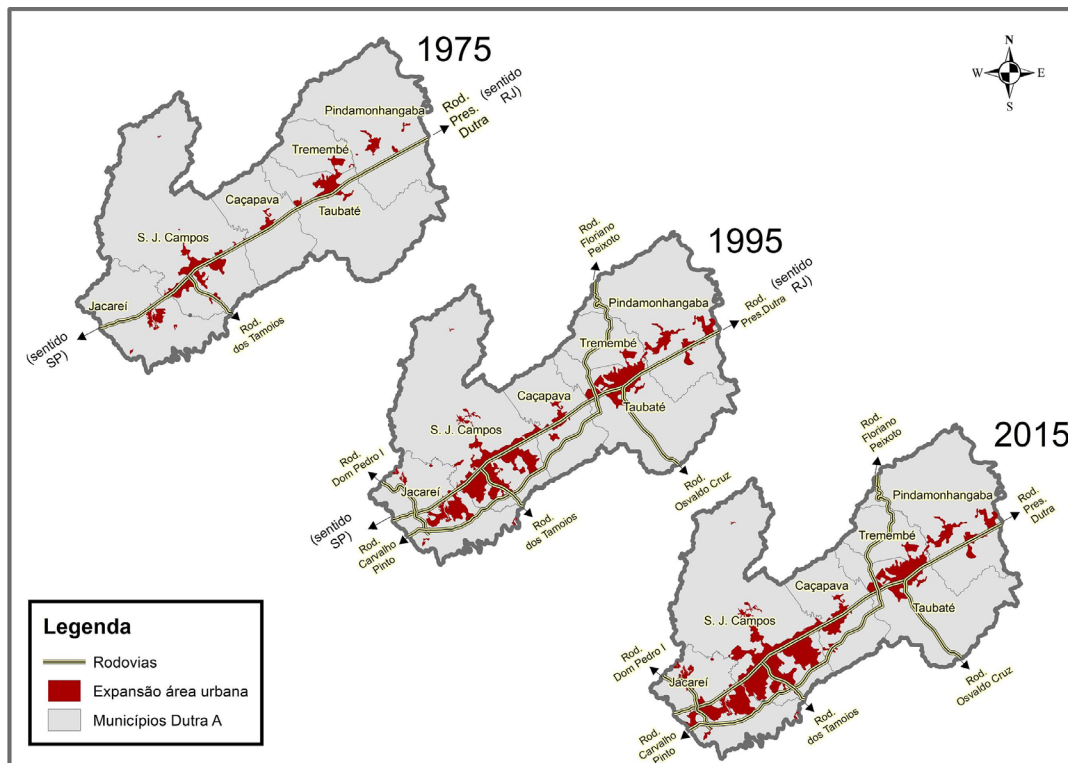 1975
N
W
E
S
Pindamonhangaba
Rod.
Pres.
Dutra
(sentido
RJ)
Tremembé
Caçapava
Taubaté
S. J. Campos
Jacareí
Rod.
dos Tamoios
(sentido
SP)
1995
Rod.
Floriano
Peixoto
Pindamonhangaba
Rod.
Pres.Dutra
(sentido
RJ)
Tremembé
Caçapava
Taubaté
S. J. Campos
Rod.
Dom Pedro I
Jacareí
Rod.
Osvaldo Cruz
Rod.
dos Tamoios
(sentido
SP)
Rod.
Carvalho
Pinto
2015
Rod.
Floriano
Peixoto
Pindamonhangaba
Rod.
Pres.
Dutra
Tremembé
Caçapava
Taubaté
S. J. Campos
Rod.
Dom Pedro I
Jacareí
Rod.
Osvaldo Cruz
Rod.
dos Tamoios
Rod.
Carvalho
Pinto
Legenda
Rodovias
Expansão área urbana
Municípios Dutra A